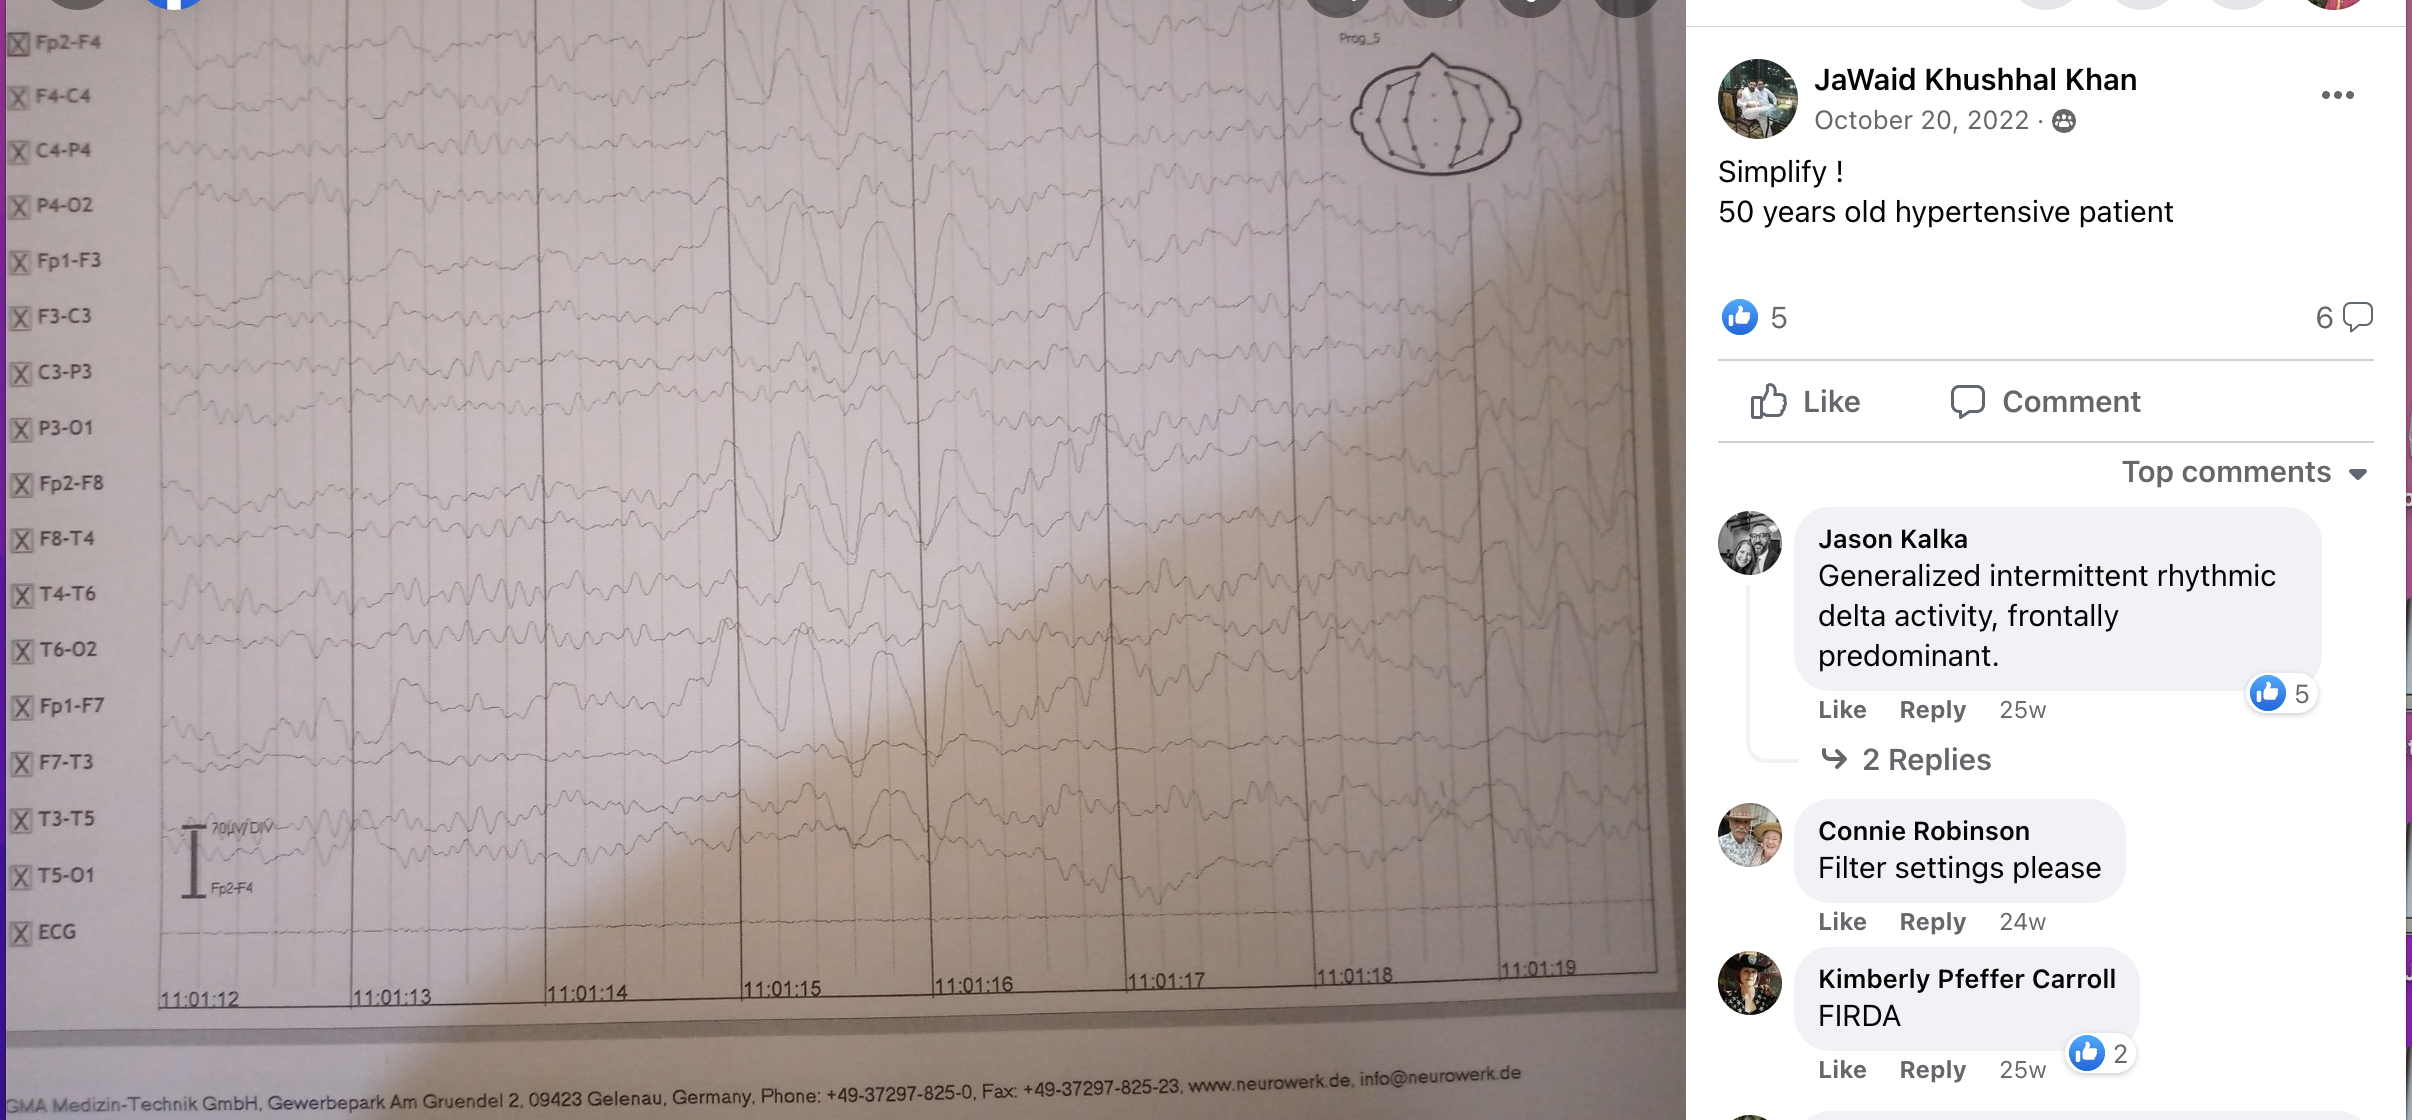 Fp2-F4
F4-C4
C4-P4
P4-O2
Fp1-F3
F3-C3
C3-P3
P3-O1
Fp2-F8
F8-T4
T4-T6
T6-O2
Fp1-F7
F7-T3
T3-T5
T5-O1
ECG
Prog_5
70µV/DIV
Fp2-F4
11:01:12
11:01:13
11:01:14
11:01:15
11:01:16
11:01:17
11:01:18
11:01:19
GMA Medizin-Technik GmbH, Gewerbepark Am Gruendel 2, 09423 Gelenau, Germany, Phone: +49-37297-825-0, Fax: +49-37297-825-23, www.neurowerk.de, info@neurowerk.de
JaWaid Khushhal Khan
October 20, 2022 ·
Simplify !
50 years old hypertensive patient
5
6
Like
Comment
Top comments
Jason Kalka
Generalized intermittent rhythmic
delta activity, frontally
predominant.
5
Like Reply 25w
2 Replies
Connie Robinson
Filter settings please
Like Reply 24w
Kimberly Pfeffer Carroll
FIRDA
2
Like Reply 25w